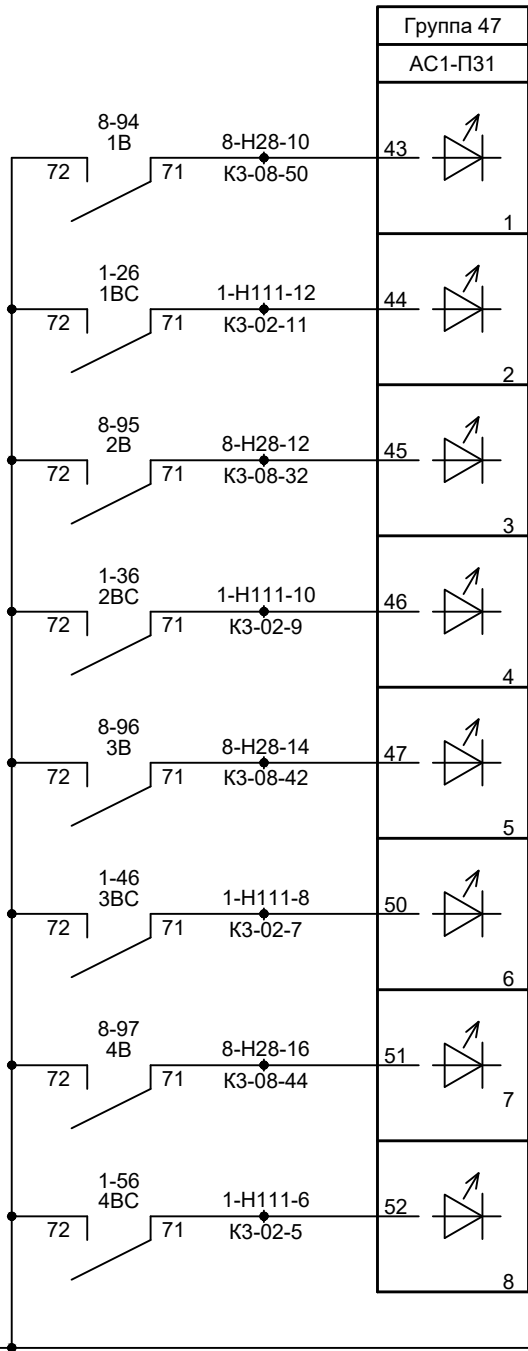 Группа 47
АС1-П31
8-94
1В
8-Н28-10
72
71
К3-08-50
43
1
1-26
1ВС
1-Н111-12
72
71
К3-02-11
44
2
8-95
2В
8-Н28-12
72
71
К3-08-32
45
3
1-36
2ВС
1-Н111-10
72
71
К3-02-9
46
4
8-96
3В
8-Н28-14
72
71
К3-08-42
47
5
1-46
3ВС
1-Н111-8
72
71
К3-02-7
50
6
8-97
4В
8-Н28-16
72
71
К3-08-44
51
7
1-56
4ВС
1-Н111-6
72
71
К3-02-5
52
8